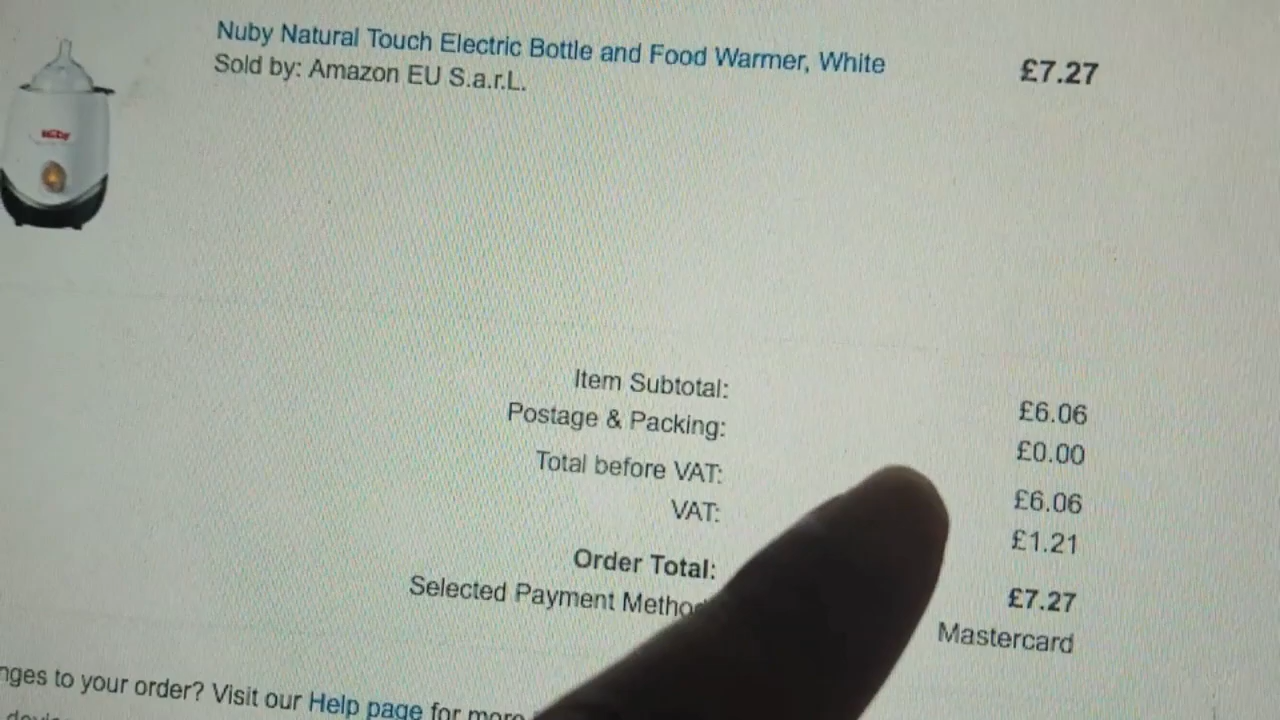 Nuby Natural Touch Electric Bottle and Food Warmer, White £7.27
Sold by: Amazon EU S.a.r.L.
Nuby
Item Subtotal: £6.06
Postage & Packing: £0.00
Total before VAT: £6.06
VAT: £1.21
Order Total: £7.27
Selected Payment Metho Mastercard
nges to your order? Visit our Help page for more